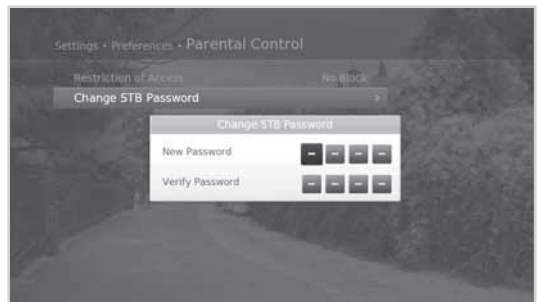 Settings • Preferences • Parental Control
Restriction of Access No Block
Change STB Password >
Change STB Password
New Password – – – –
Verify Password – – – –